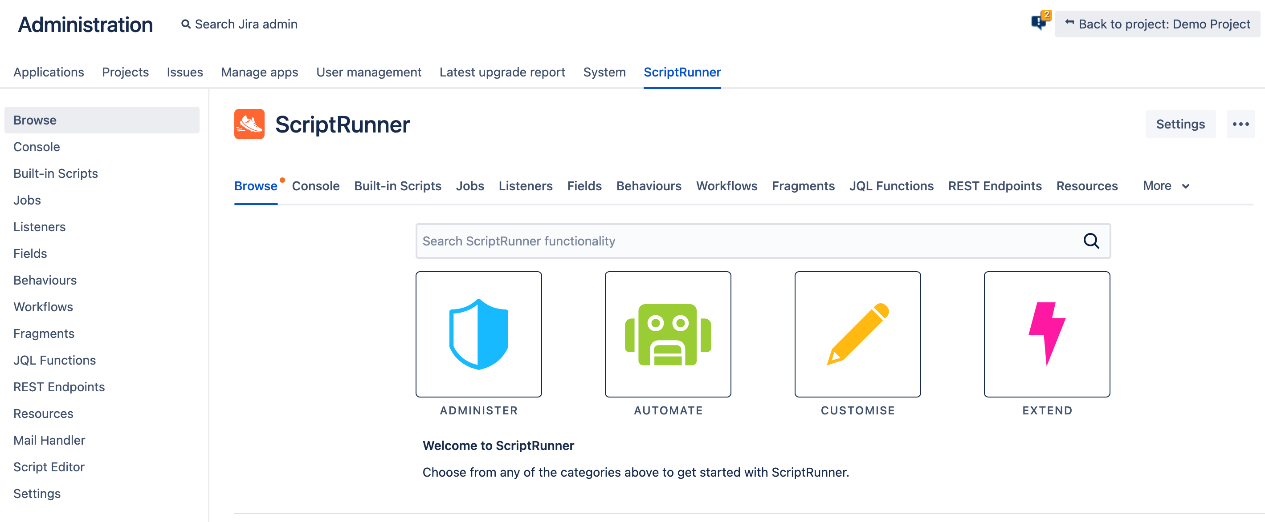 Administration
Search Jira admin
2
Back to project: Demo Project
Applications Projects Issues Manage apps User management Latest upgrade report System ScriptRunner
Browse
Console
Built-in Scripts
Jobs
Listeners
Fields
Behaviours
Workflows
Fragments
JQL Functions
REST Endpoints
Resources
Mail Handler
Script Editor
Settings
ScriptRunner
Settings
Browse Console Built-in Scripts Jobs Listeners Fields Behaviours Workflows Fragments JQL Functions REST Endpoints Resources More
Search ScriptRunner functionality
ADMINISTER AUTOMATE CUSTOMISE EXTEND
Welcome to ScriptRunner
Choose from any of the categories above to get started with ScriptRunner.